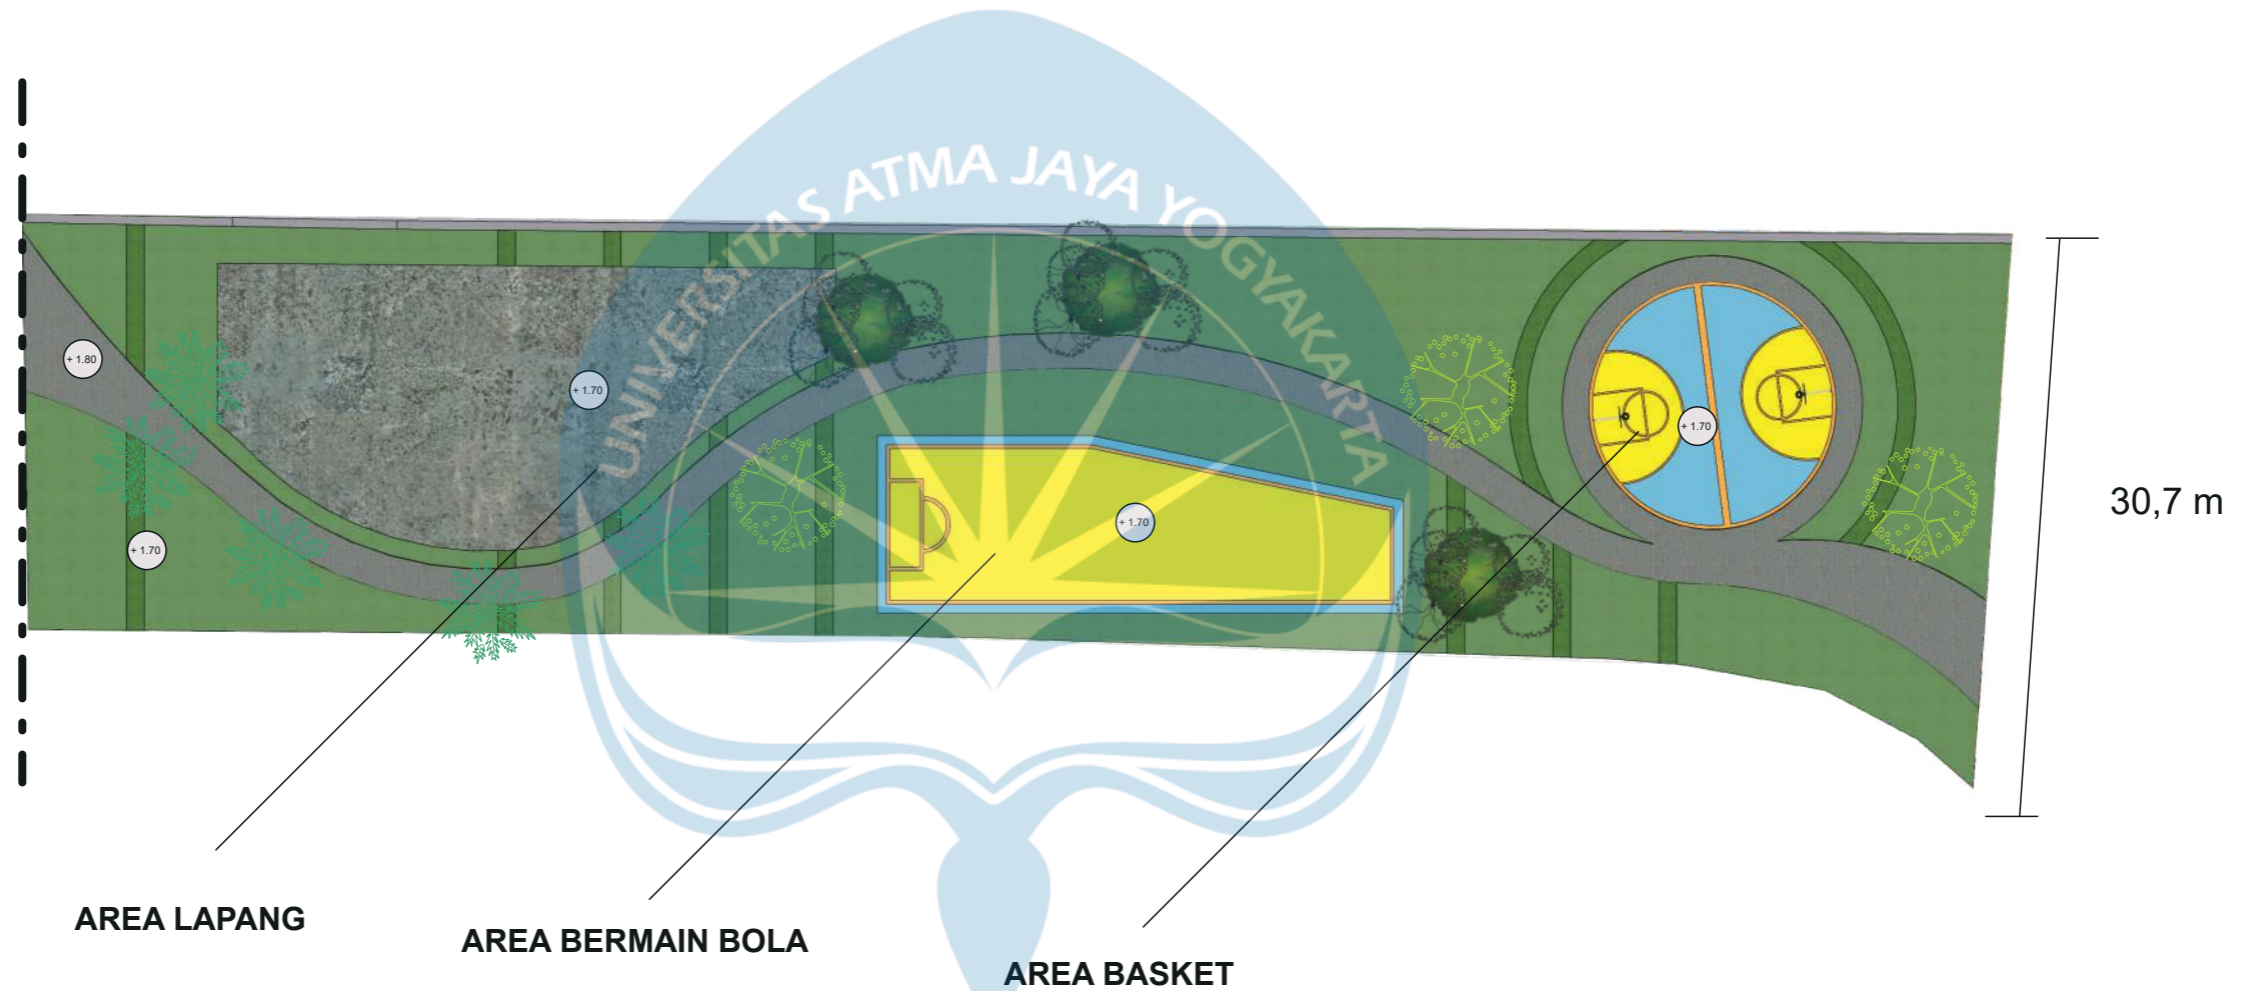 UNIVERSITAS ATMA JAYA YOGYAKARTA
+ 1.80
+ 1.70
+ 1.70
+ 1.70
+ 1.70
30,7 m
AREA LAPANG
AREA BERMAIN BOLA
AREA BASKET